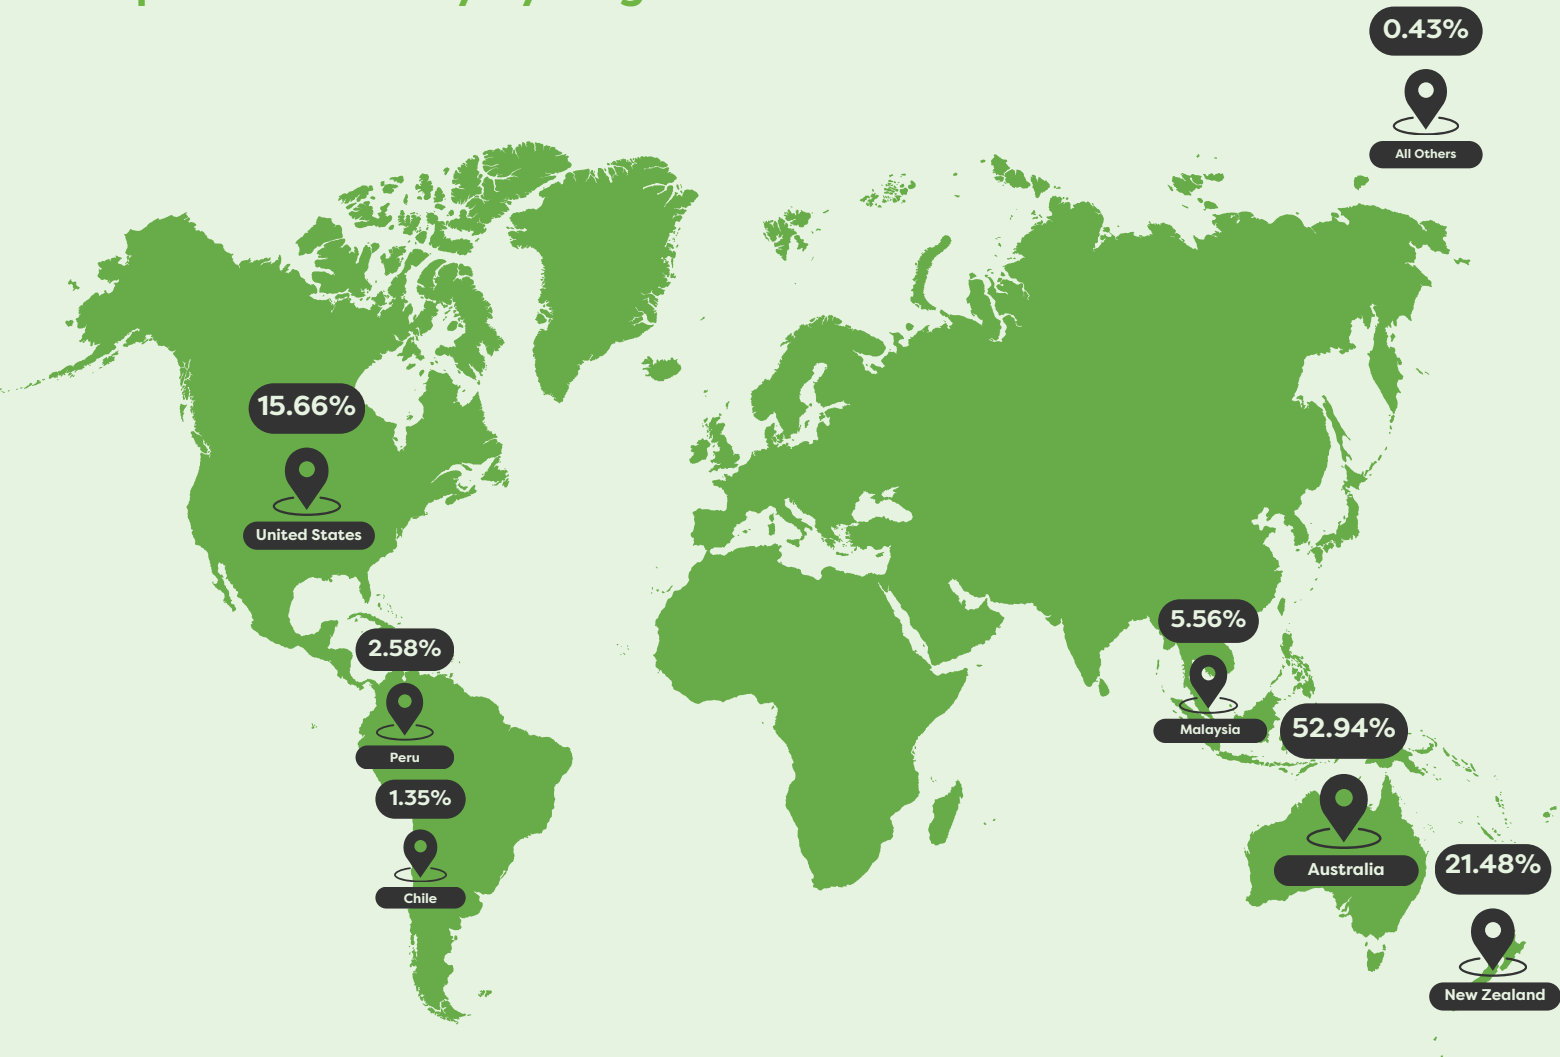 0.43%
All Others
15.66%
United States
2.58%
Peru
1.35%
Chile
5.56%
Malaysia
52.94%
Australia
21.48%
New Zealand